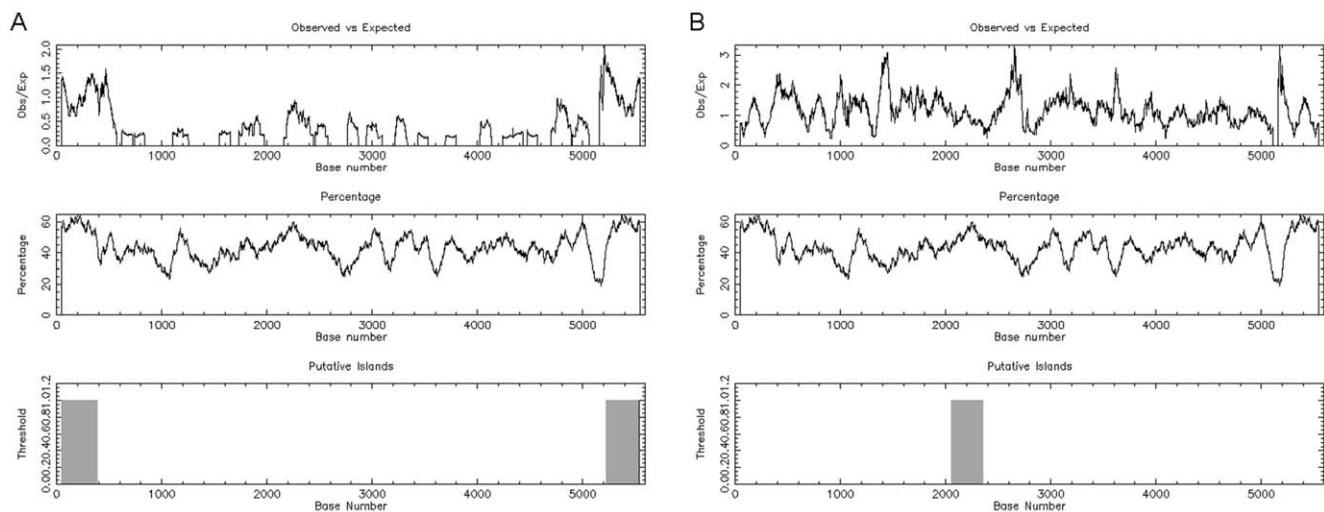 A
Observed vs Expected
Obs/Exp
0.0 0.5 1.0 1.5 2.0
0 1000 2000 3000 4000 5000
Base number
Percentage
Percentage
0 20 40 60
0 1000 2000 3000 4000 5000
Base number
Putative Islands
Threshold
0.00.20.40.60.81.01.2
0 1000 2000 3000 4000 5000
Base Number
B
Observed vs Expected
Obs/Exp
0 1 2 3
0 1000 2000 3000 4000 5000
Base number
Percentage
Percentage
0 20 40 60
0 1000 2000 3000 4000 5000
Base number
Putative Islands
Threshold
0.00.20.40.60.81.01.2
0 1000 2000 3000 4000 5000
Base Number